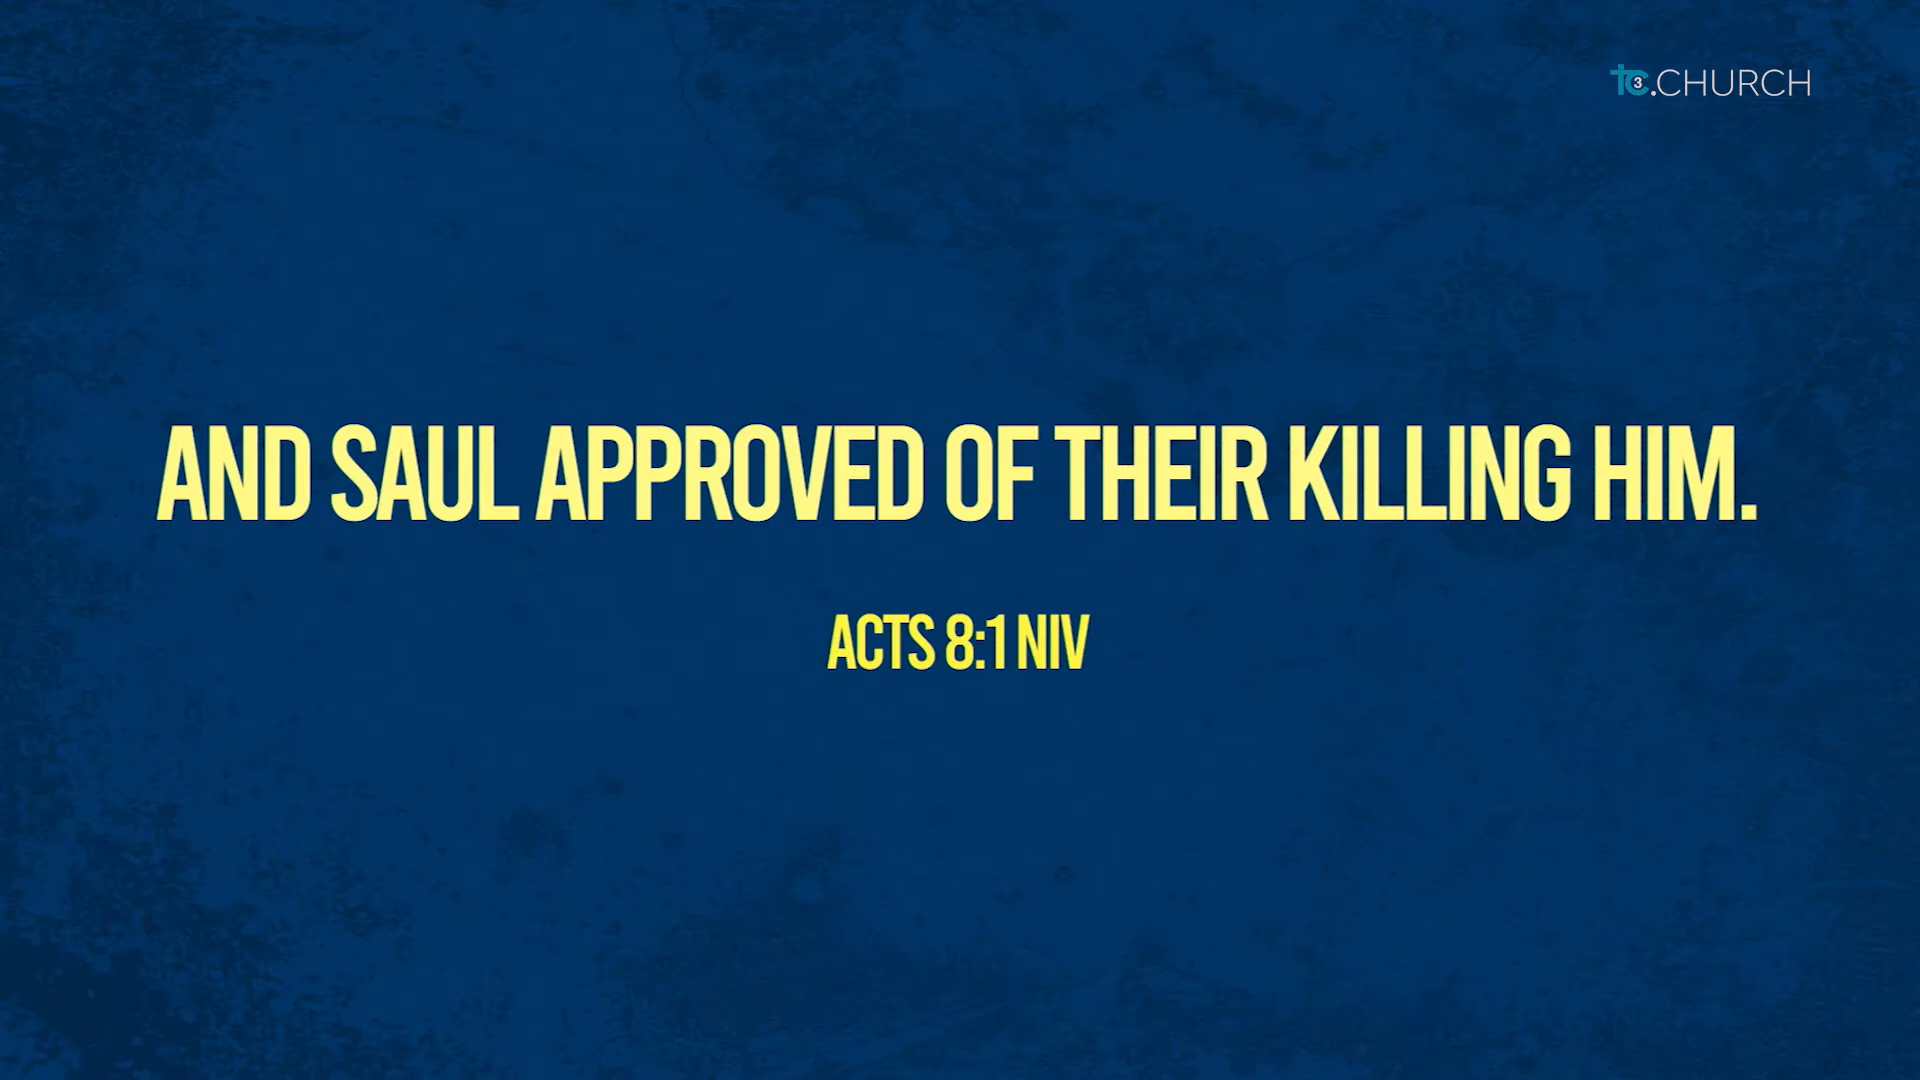 tc3.CHURCH
AND SAUL APPROVED OF THEIR KILLING HIM.
ACTS 8:1 NIV